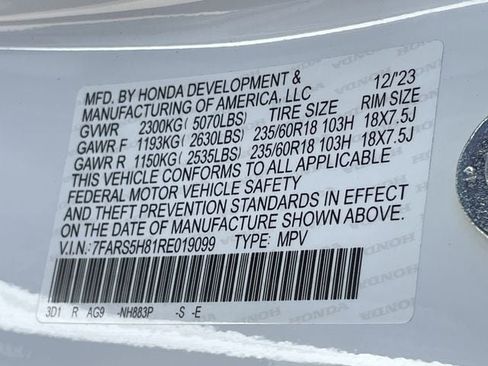 MFD. BY HONDA DEVELOPMENT & 12/23
MANUFACTURING OF AMERICA, LLC
GVWR 2300KG( 5070LBS) TIRE SIZE RIM SIZE
GAWR F 1193KG( 2630LBS) 235/60R18 103H 18X7.5J
GAWR R 1150KG( 2535LBS) 235/60R18 103H 18X7.5J
THIS VEHICLE CONFORMS TO ALL APPLICABLE
FEDERAL MOTOR VEHICLE SAFETY
AND THEFT PREVENTION STANDARDS IN EFFECT
ON THE DATE OF MANUFACTURE SHOWN ABOVE.
V.I.N.: 7FARS5H81RE019099 TYPE: MPV
3D1 R AG9 -NH883P -S -E